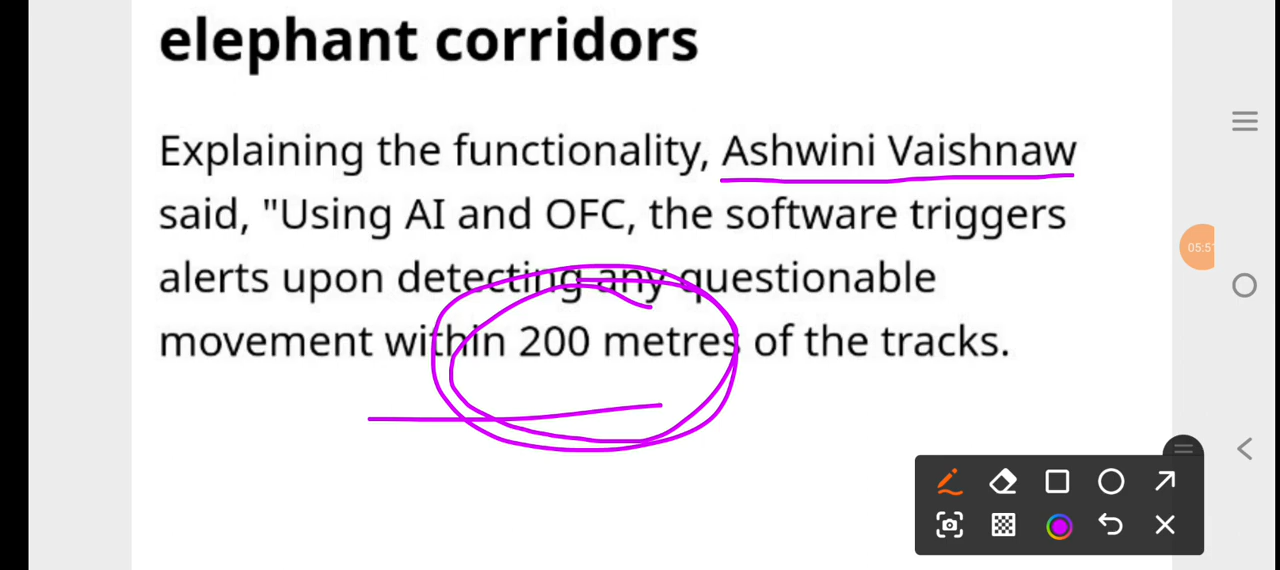 elephant corridors
Explaining the functionality, Ashwini Vaishnaw
said, "Using AI and OFC, the software triggers
alerts upon detecting any questionable
movement within 200 metres of the tracks.